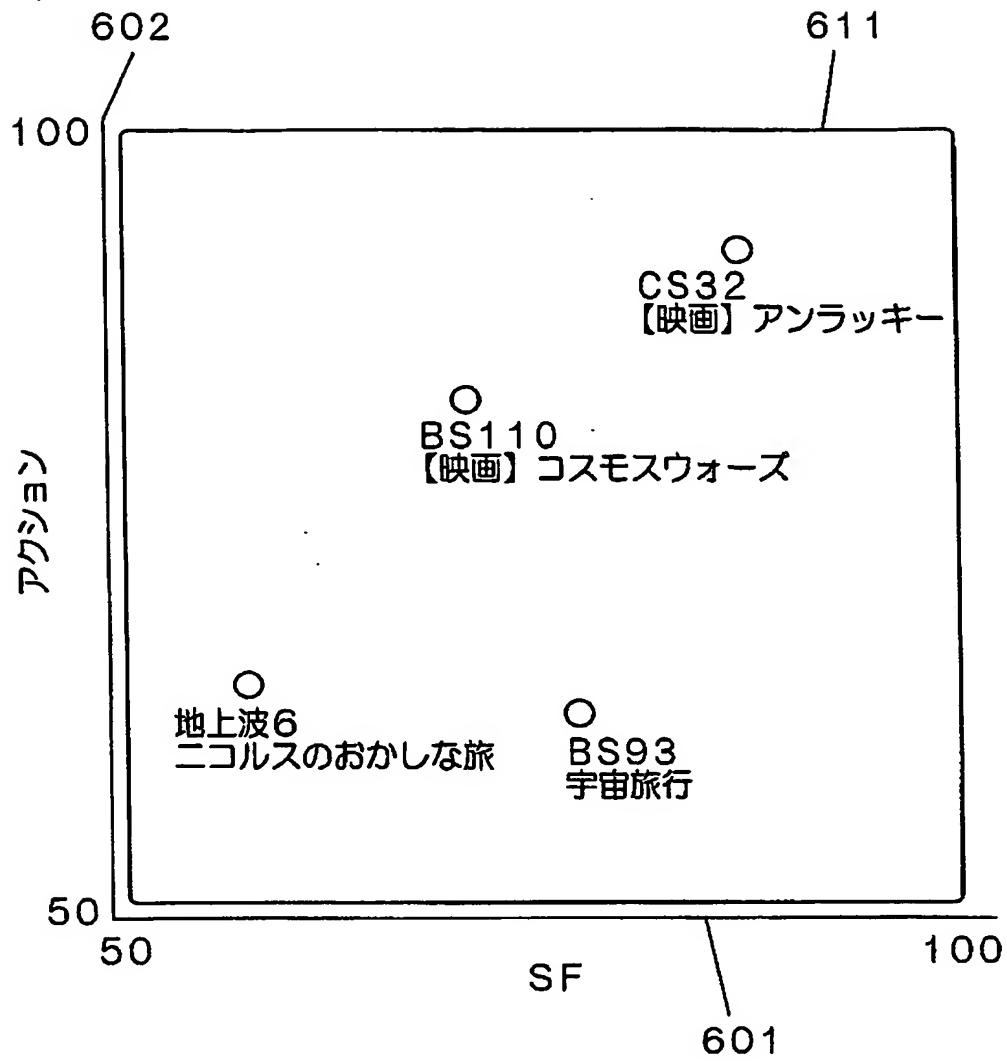 602
611
100
CS32
【映画】アンラッキー
BS110
【映画】コスモスウォーズ
アクション
地上波6
ニコルスのおかしな旅
BS93
宇宙旅行
50
50
100
SF
601